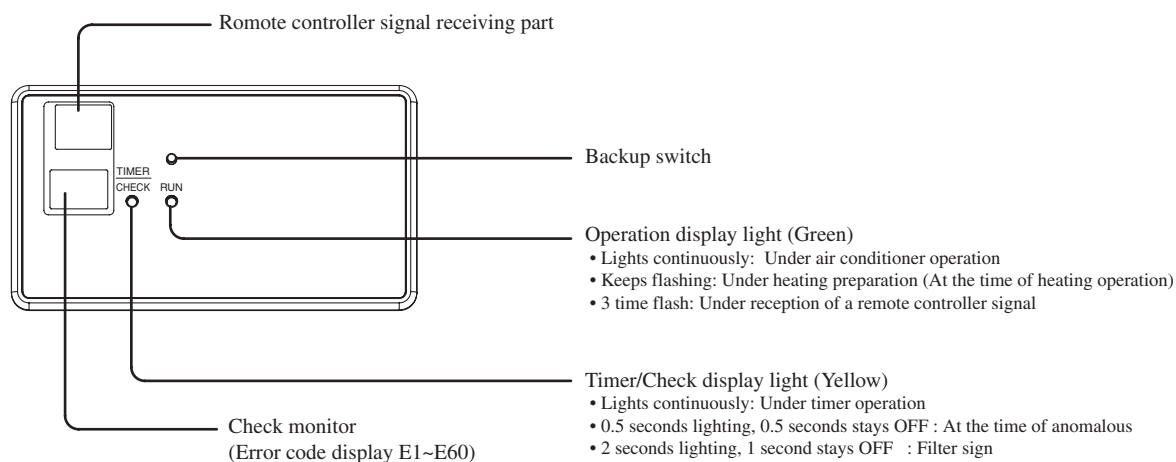 Romote controller signal receiving part
Backup switch
TIMER
CHECK RUN
Operation display light (Green)
• Lights continuously: Under air conditioner operation
• Keeps flashing: Under heating preparation (At the time of heating operation)
• 3 time flash: Under reception of a remote controller signal
Timer/Check display light (Yellow)
• Lights continuously: Under timer operation
• 0.5 seconds lighting, 0.5 seconds stays OFF : At the time of anomalous
• 2 seconds lighting, 1 second stays OFF : Filter sign
Check monitor
(Error code display E1~E60)